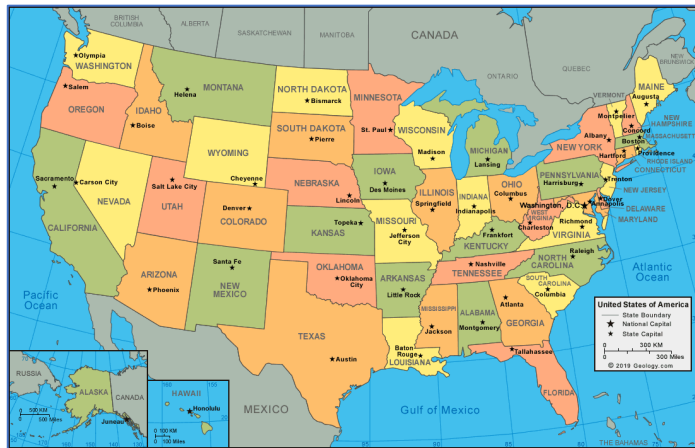 BRITISH
COLUMBIA
ALBERTA
SASKATCHEWAN
MANITOBA
CANADA
ONTARIO
QUEBEC
NEW
BRUNSWICK
Olympia
WASHINGTON
Salem
OREGON
IDAHO
Boise
MONTANA
Helena
NORTH DAKOTA
Bismarck
SOUTH DAKOTA
Pierre
MINNESOTA
St. Paul
WISCONSIN
Madison
MICHIGAN
Lansing
VERMONT
Montpelier
MAINE
Augusta
NEW
HAMPSHIRE
Concord
MASSACHUSETTS
Boston
Albany
NEW YORK
Hartford
Providence
RHODE ISLAND
CONNECTICUT
WYOMING
Cheyenne
NEBRASKA
Lincoln
IOWA
Des Moines
ILLINOIS
Springfield
INDIANA
Indianapolis
OHIO
Columbus
PENNSYLVANIA
Harrisburg
Trenton
NEW JERSEY
Dover
DELAWARE
Annapolis
MARYLAND
Washington, D.C.
WEST
VIRGINIA
Charleston
Richmond
VIRGINIA
Sacramento
CALIFORNIA
Carson City
NEVADA
Salt Lake City
UTAH
Denver
COLORADO
Topeka
KANSAS
MISSOURI
Jefferson
City
Frankfort
KENTUCKY
Raleigh
NORTH
CAROLINA
Nashville
TENNESSEE
SOUTH
CAROLINA
Columbia
ARIZONA
Phoenix
Santa Fe
NEW
MEXICO
OKLAHOMA
Oklahoma
City
ARKANSAS
Little Rock
MISSISSIPPI
Jackson
ALABAMA
Montgomery
Atlanta
GEORGIA
TEXAS
Austin
Baton
Rouge
LOUISIANA
Tallahassee
FLORIDA
Pacific
Ocean
Atlantic
Ocean
Gulf of Mexico
MEXICO
THE BAHAMAS
RUSSIA
ALASKA
CANADA
Juneau
HAWAII
Honolulu
United States of America
State Boundary
National Capital
State Capital
300 KM
0
300 Miles
© 2019 Geology.com